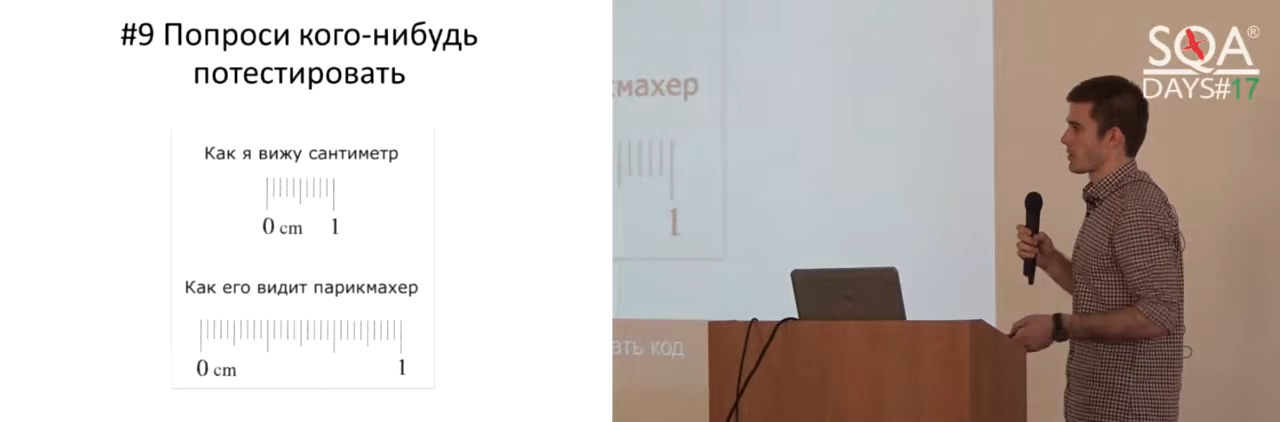 #9 Попроси кого-нибудь
потестировать
Как я вижу сантиметр
0 cm 1
Как его видит парикмахер
0 cm 1
махер
1
ать код
SQA®
DAYS#17